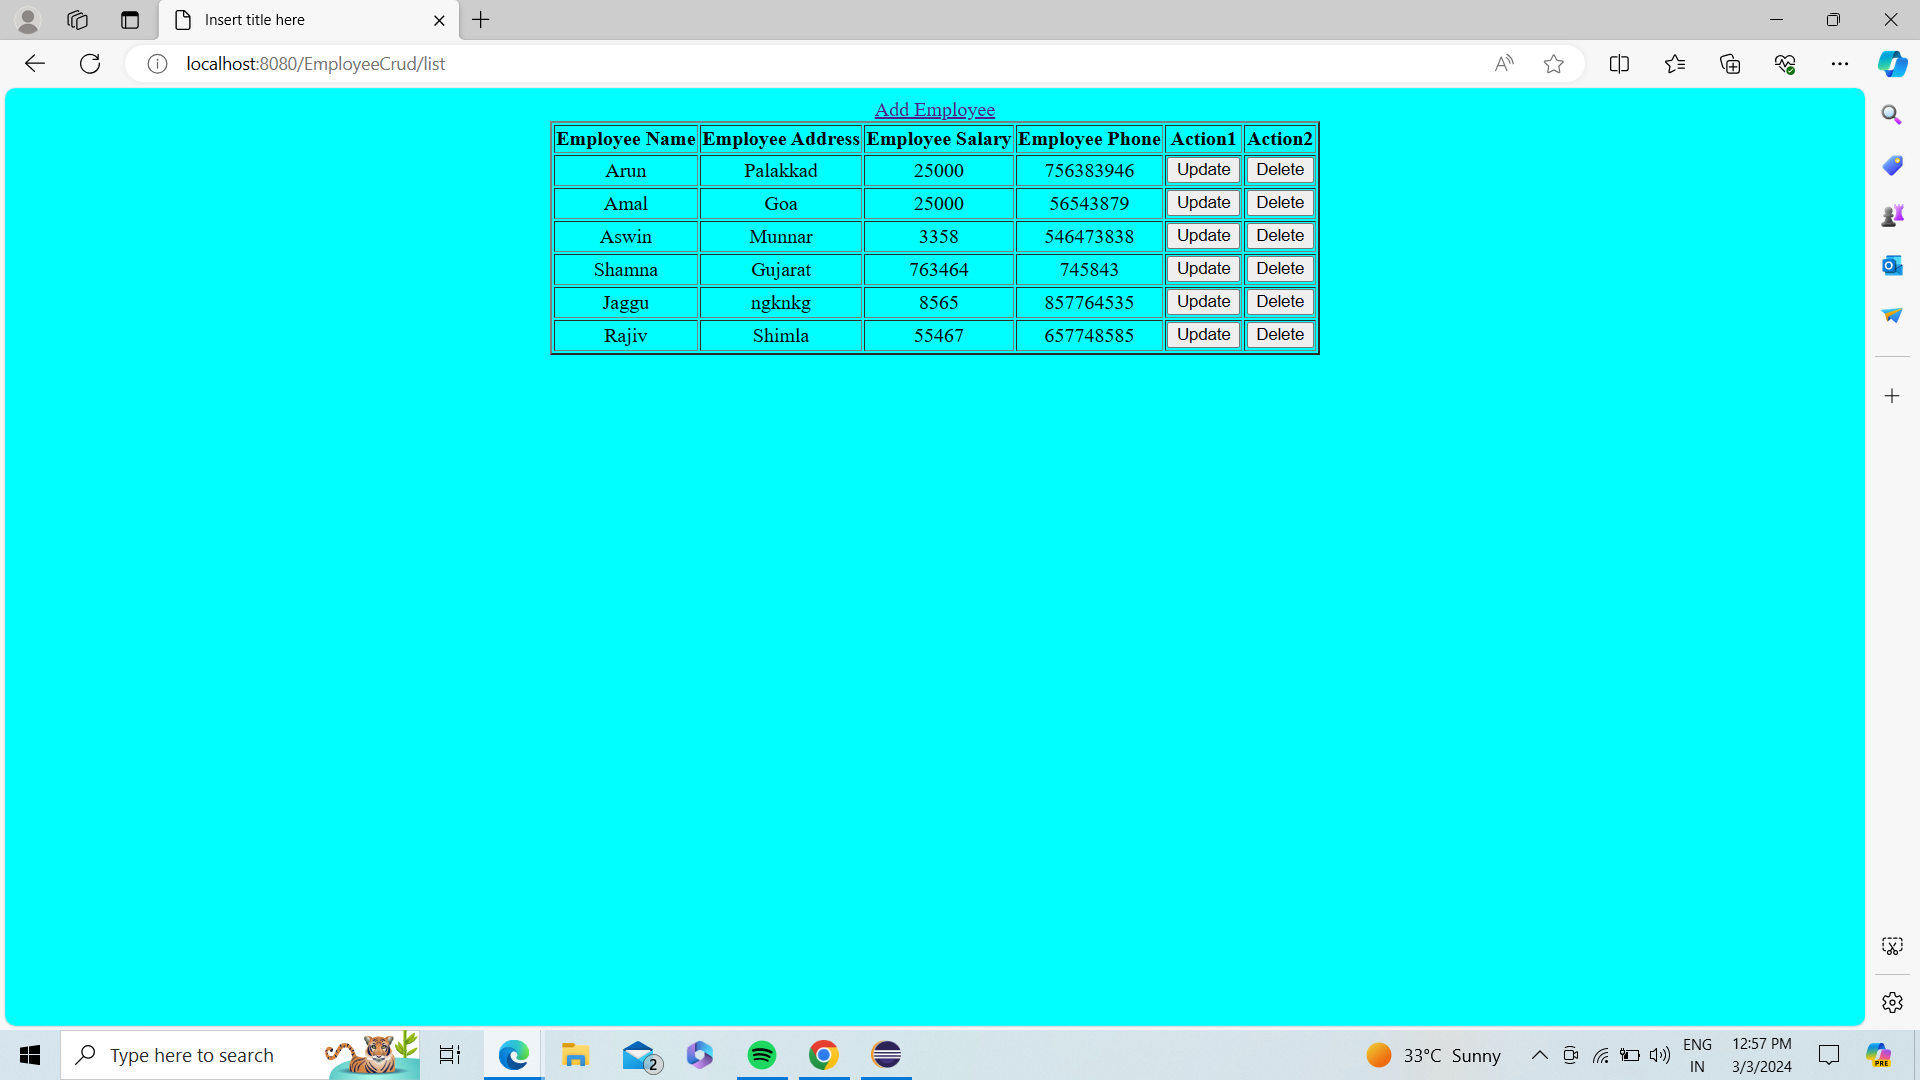 Insert title here
localhost:8080/EmployeeCrud/list
Add Employee
Employee Name Employee Address Employee Salary Employee Phone Action1 Action2
Arun Palakkad 25000 756383946 Update Delete
Amal Goa 25000 56543879 Update Delete
Aswin Munnar 3358 546473838 Update Delete
Shamna Gujarat 763464 745843 Update Delete
Jaggu ngknkg 8565 857764535 Update Delete
Rajiv Shimla 55467 657748585 Update Delete
Type here to search
2
33°C Sunny
ENG
IN
12:57 PM
3/3/2024
PRE